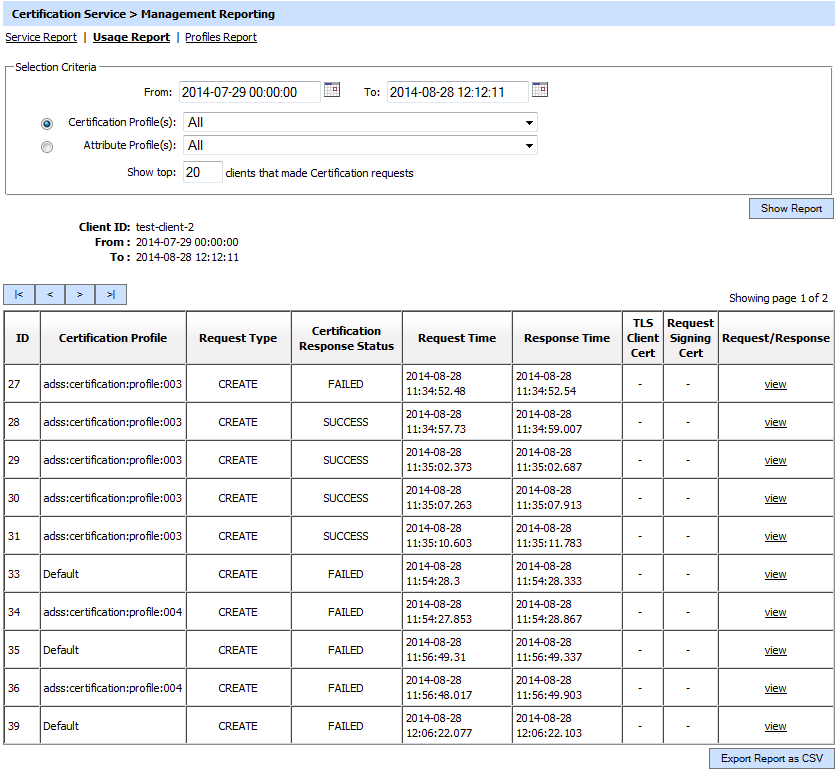 Certification Service > Management Reporting
Service Report | Usage Report | Profiles Report
Selection Criteria
From: 2014-07-29 00:00:00 To: 2014-08-28 12:12:11
Certification Profile(s): All
Attribute Profile(s): All
Show top: 20 clients that made Certification requests
Show Report
Client ID: test-client-2
From : 2014-07-29 00:00:00
To : 2014-08-28 12:12:11
|< < > >| Showing page 1 of 2
ID Certification Profile Request Type Certification Response Status Request Time Response Time TLS Client Cert Request Signing Cert Request/Response
27 adss:certification:profile:003 CREATE FAILED 2014-08-28 11:34:52.48 2014-08-28 11:34:52.54 - - view
28 adss:certification:profile:003 CREATE SUCCESS 2014-08-28 11:34:57.73 2014-08-28 11:34:59.007 - - view
29 adss:certification:profile:003 CREATE SUCCESS 2014-08-28 11:35:02.373 2014-08-28 11:35:02.687 - - view
30 adss:certification:profile:003 CREATE SUCCESS 2014-08-28 11:35:07.263 2014-08-28 11:35:07.913 - - view
31 adss:certification:profile:003 CREATE SUCCESS 2014-08-28 11:35:10.603 2014-08-28 11:35:11.783 - - view
33 Default CREATE FAILED 2014-08-28 11:54:28.3 2014-08-28 11:54:28.333 - - view
34 adss:certification:profile:004 CREATE FAILED 2014-08-28 11:54:27.853 2014-08-28 11:54:28.867 - - view
35 Default CREATE FAILED 2014-08-28 11:56:49.31 2014-08-28 11:56:49.337 - - view
36 adss:certification:profile:004 CREATE FAILED 2014-08-28 11:56:48.017 2014-08-28 11:56:49.903 - - view
39 Default CREATE FAILED 2014-08-28 12:06:22.077 2014-08-28 12:06:22.103 - - view
Export Report as CSV